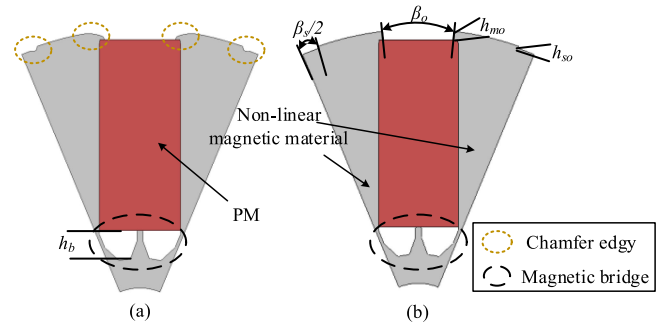 β_o
h_mo
β_s/2
h_so
Non-linear
magnetic material
PM
h_b
Chamfer edgy
Magnetic bridge
(a)
(b)